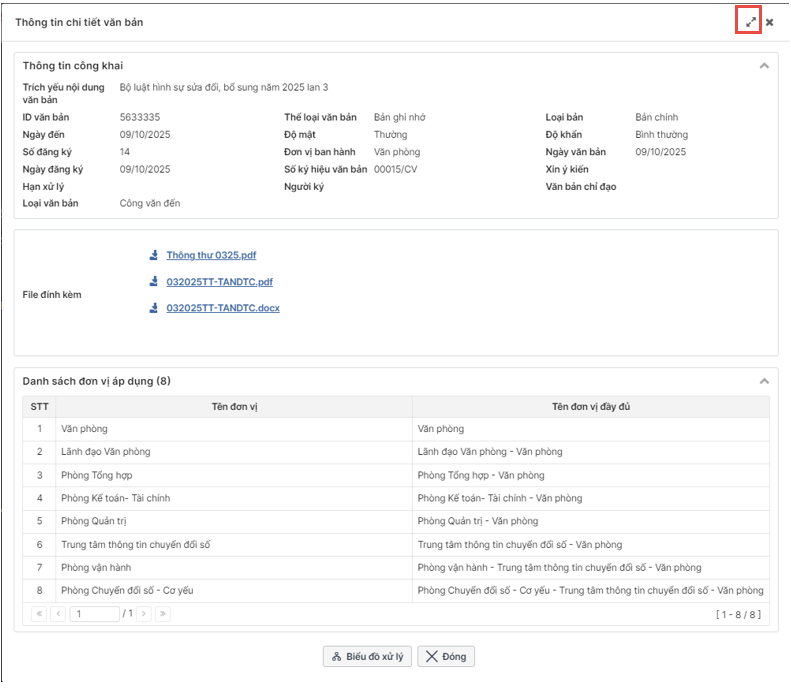 Thông tin chi tiết văn bản
Thông tin công khai
Trích yếu nội dung văn bản Bộ luật hình sự sửa đổi, bổ sung năm 2025 lan 3
ID văn bản 5633335 Thể loại văn bản Bản ghi nhớ Loại bản Bản chính
Ngày đến 09/10/2025 Độ mật Thường Độ khẩn Bình thường
Số đăng ký 14 Đơn vị ban hành Văn phòng Ngày văn bản 09/10/2025
Ngày đăng ký 09/10/2025 Số ký hiệu văn bản 00015/CV Xin ý kiến
Hạn xử lý Người ký Văn bản chỉ đạo
Loại văn bản Công văn đến
File đính kèm
Thông thư 0325.pdf
032025TT-TANDTC.pdf
032025TT-TANDTC.docx
Danh sách đơn vị áp dụng (8)
STT Tên đơn vị Tên đơn vị đầy đủ
1 Văn phòng Văn phòng
2 Lãnh đạo Văn phòng Lãnh đạo Văn phòng - Văn phòng
3 Phòng Tổng hợp Phòng Tổng hợp - Văn phòng
4 Phòng Kế toán- Tài chính Phòng Kế toán- Tài chính - Văn phòng
5 Phòng Quản trị Phòng Quản trị - Văn phòng
6 Trung tâm thông tin chuyển đổi số Trung tâm thông tin chuyển đổi số - Văn phòng
7 Phòng vận hành Phòng vận hành - Trung tâm thông tin chuyển đổi số - Văn phòng
8 Phòng Chuyển đổi số - Cơ yếu Phòng Chuyển đổi số - Cơ yếu - Trung tâm thông tin chuyển đổi số - Văn phòng
« ‹ 1 / 1 › » [ 1 - 8 / 8 ]
Biểu đồ xử lý Đóng